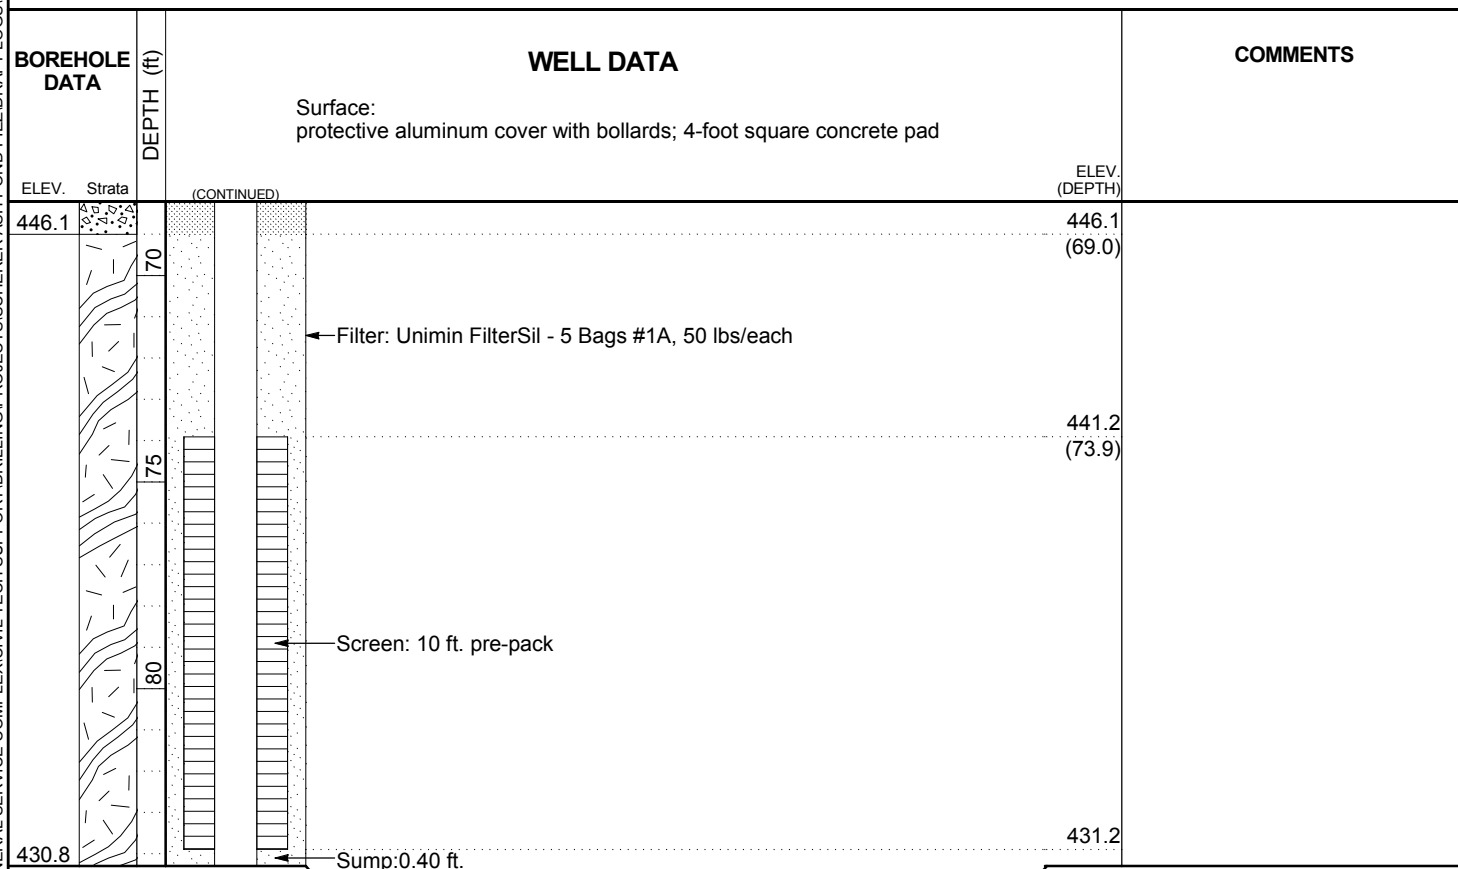 BOREHOLE
DATA
DEPTH (ft)
WELL DATA
COMMENTS
Surface:
protective aluminum cover with bollards; 4-foot square concrete pad
ELEV. Strata
(CONTINUED)
ELEV.
(DEPTH)
446.1
446.1
(69.0)
70
Filter: Unimin FilterSil - 5 Bags #1A, 50 lbs/each
441.2
(73.9)
75
Screen: 10 ft. pre-pack
80
431.2
430.8
Sump:0.40 ft.